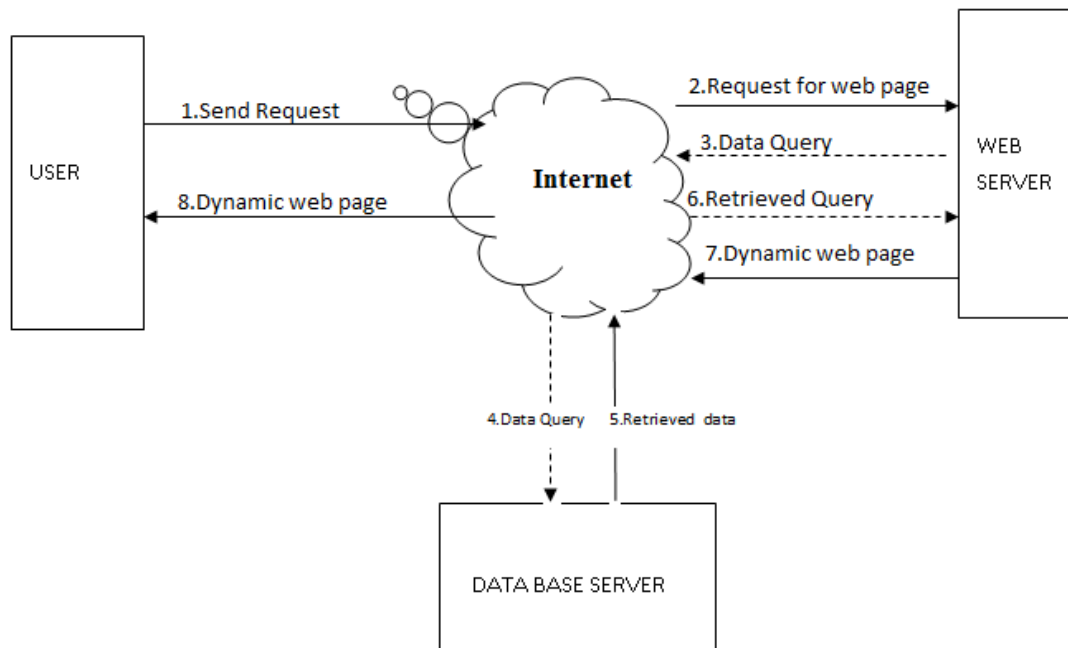 1.Send Request
2.Request for web page
3.Data Query
USER
Internet
WEB
SERVER
8.Dynamic web page
6.Retrieved Query
7.Dynamic web page
4.Data Query
5.Retrieved data
DATA BASE SERVER